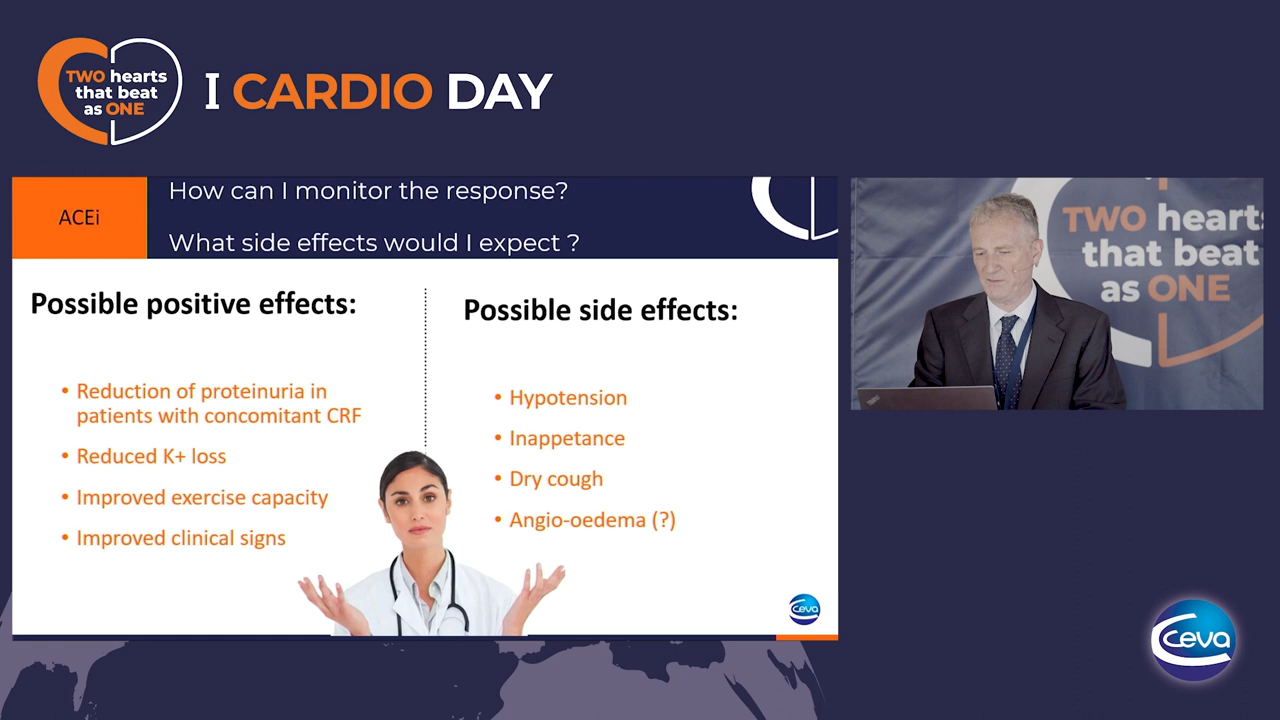 TWO hearts
that beat
as ONE
I CARDIO DAY
ACEi
How can I monitor the response?
What side effects would I expect ?
Possible positive effects:
• Reduction of proteinuria in
patients with concomitant CRF
• Reduced K+ loss
• Improved exercise capacity
• Improved clinical signs
Possible side effects:
• Hypotension
• Inappetance
• Dry cough
• Angio-oedema (?)
ceva
TWO hearts
that beat
as ONE
ceva